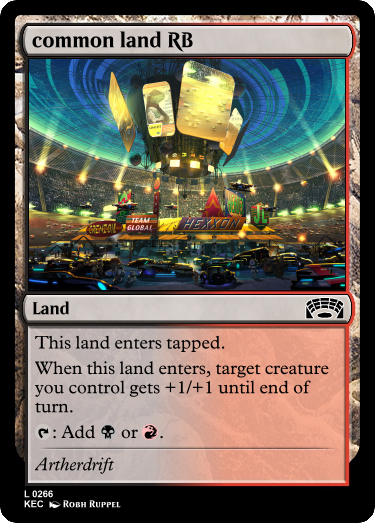 common land RB
GREMZOIL
TEAM
GLOBAL
HEXXON
Land
This land enters tapped.
When this land enters, target creature
you control gets +1/+1 until end of
turn.
: Add or .
Artherdrift
L 0266
KEC ROBH RUPPEL